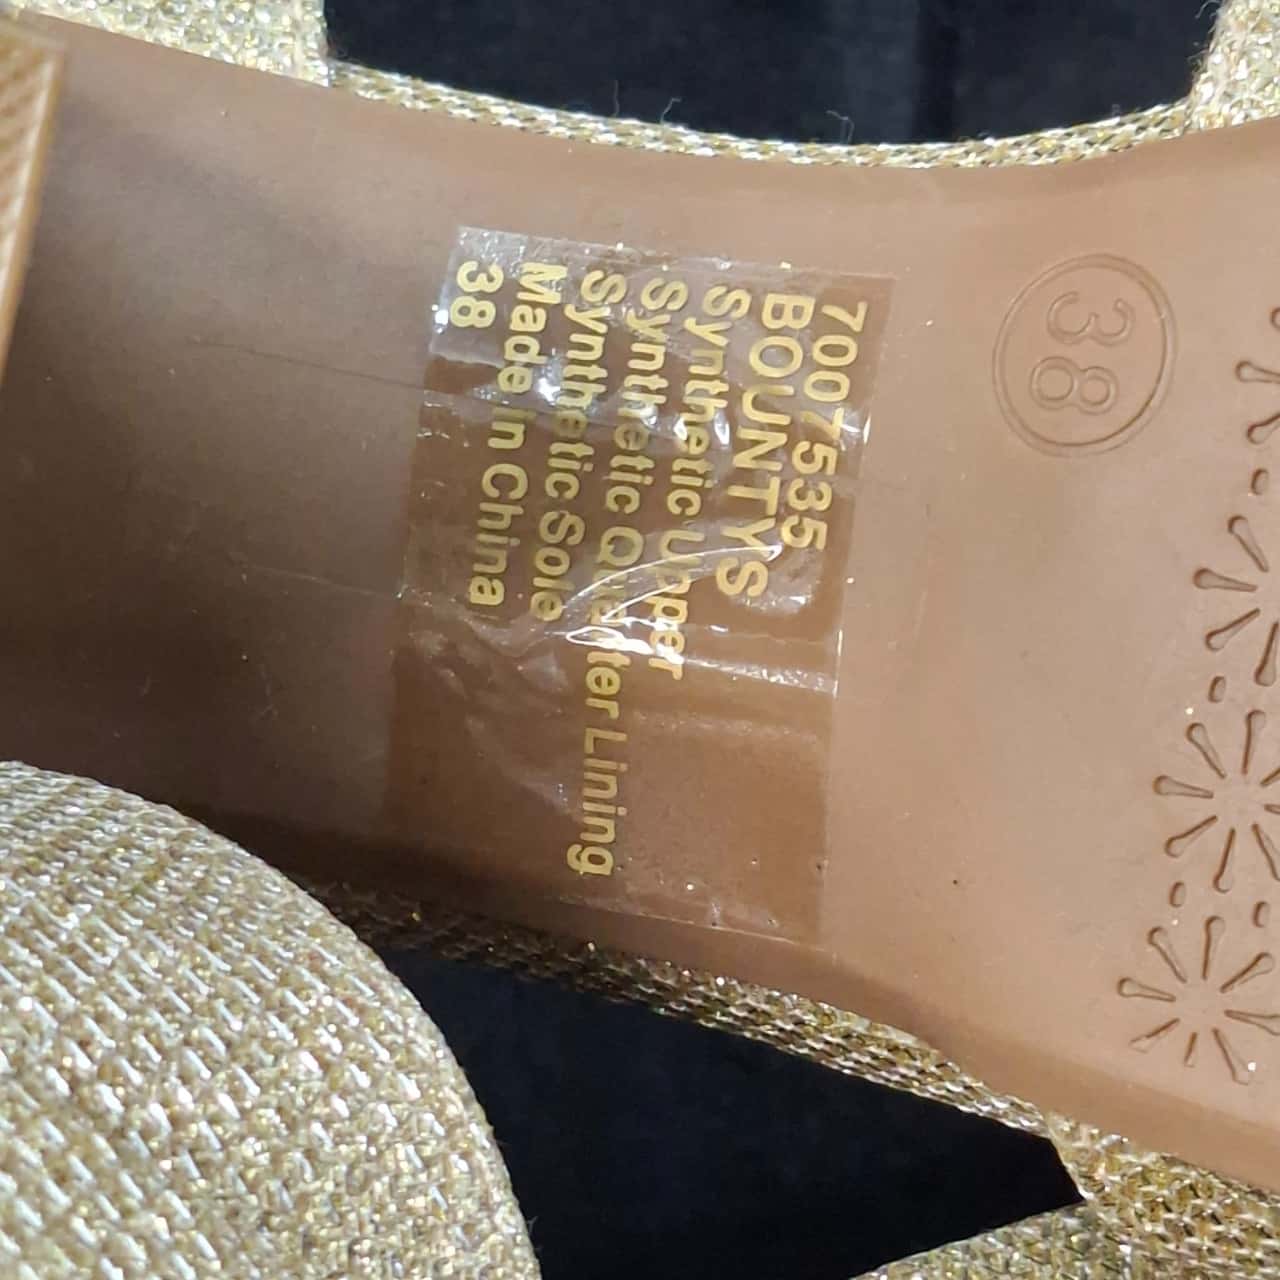 7007535
BOUNTYS
Synthetic Upper
Synthetic Quarter Lining
Synthetic Sole
Made in China
38
38